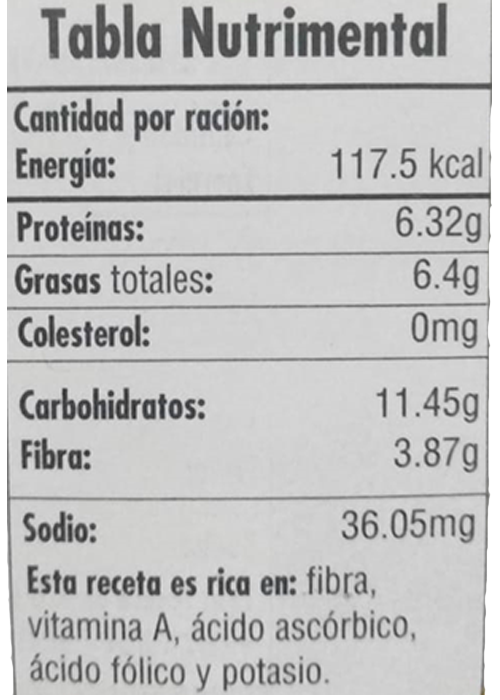 Tabla Nutrimental
Cantidad por ración:
Energía: 117.5 kcal
Proteínas: 6.32g
Grasas totales: 6.4g
Colesterol: 0mg
Carbohidratos: 11.45g
Fibra: 3.87g
Sodio: 36.05mg
Esta receta es rica en: fibra,
vitamina A, ácido ascórbico,
ácido fólico y potasio.